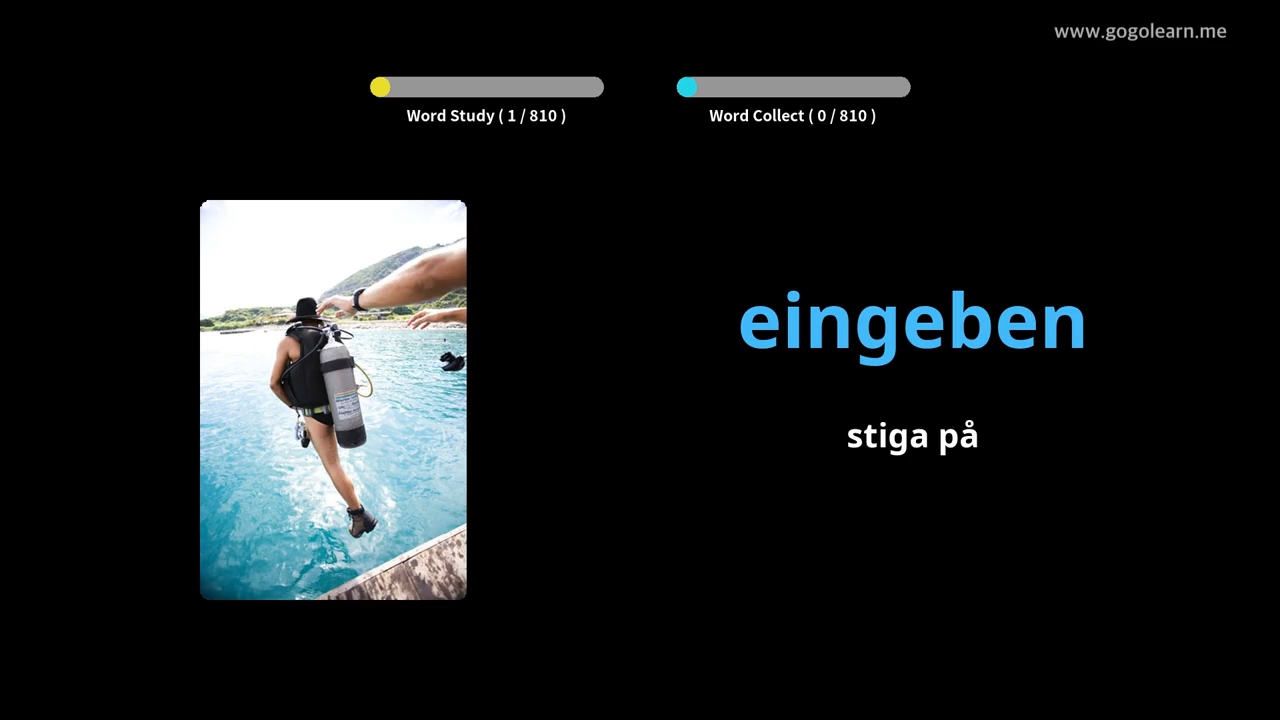 www.gogolearn.me
Word Study ( 1 / 810 )
Word Collect ( 0 / 810 )
eingeben
stiga på